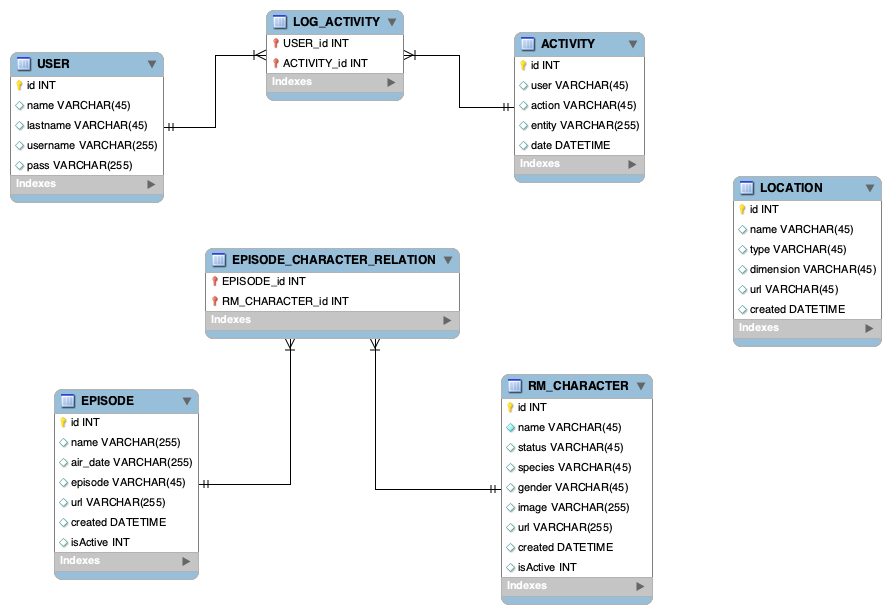 LOG_ACTIVITY
USER_id INT
ACTIVITY_id INT
Indexes
USER
id INT
name VARCHAR(45)
lastname VARCHAR(45)
username VARCHAR(255)
pass VARCHAR(255)
Indexes
ACTIVITY
id INT
user VARCHAR(45)
action VARCHAR(45)
entity VARCHAR(255)
date DATETIME
Indexes
LOCATION
id INT
name VARCHAR(45)
type VARCHAR(45)
dimension VARCHAR(45)
url VARCHAR(45)
created DATETIME
Indexes
EPISODE_CHARACTER_RELATION
EPISODE_id INT
RM_CHARACTER_id INT
Indexes
EPISODE
id INT
name VARCHAR(255)
air_date VARCHAR(255)
episode VARCHAR(45)
url VARCHAR(255)
created DATETIME
isActive INT
Indexes
RM_CHARACTER
id INT
name VARCHAR(45)
status VARCHAR(45)
species VARCHAR(45)
gender VARCHAR(45)
image VARCHAR(255)
url VARCHAR(255)
created DATETIME
isActive INT
Indexes